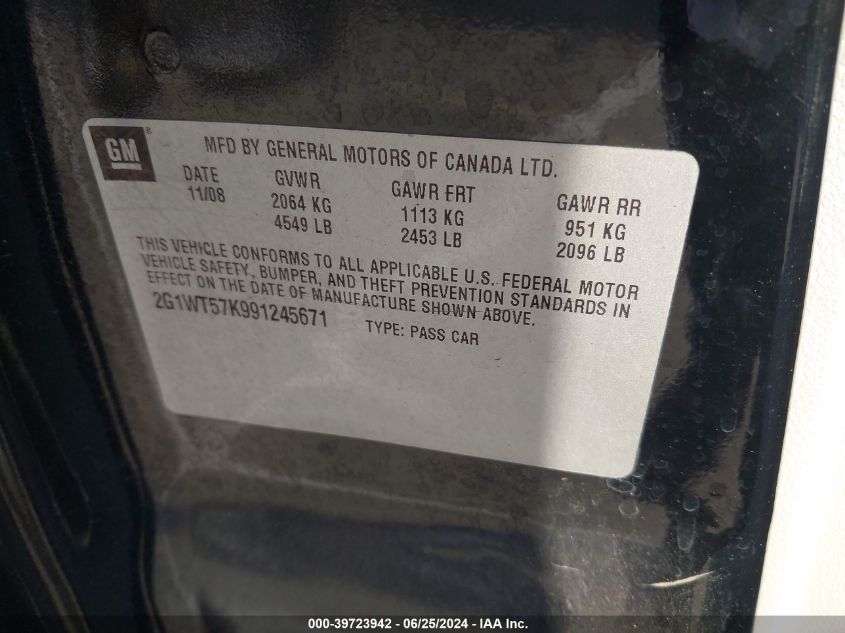 GM®
MFD BY GENERAL MOTORS OF CANADA LTD.
DATE GVWR GAWR FRT GAWR RR
11/08 2064 KG 1113 KG 951 KG
4549 LB 2453 LB 2096 LB
THIS VEHICLE CONFORMS TO ALL APPLICABLE U.S. FEDERAL MOTOR
VEHICLE SAFETY, BUMPER, AND THEFT PREVENTION STANDARDS IN
EFFECT ON THE DATE OF MANUFACTURE SHOWN ABOVE.
2G1WT57K991245671 TYPE: PASS CAR
000-39723942 - 06/25/2024 - IAA Inc.